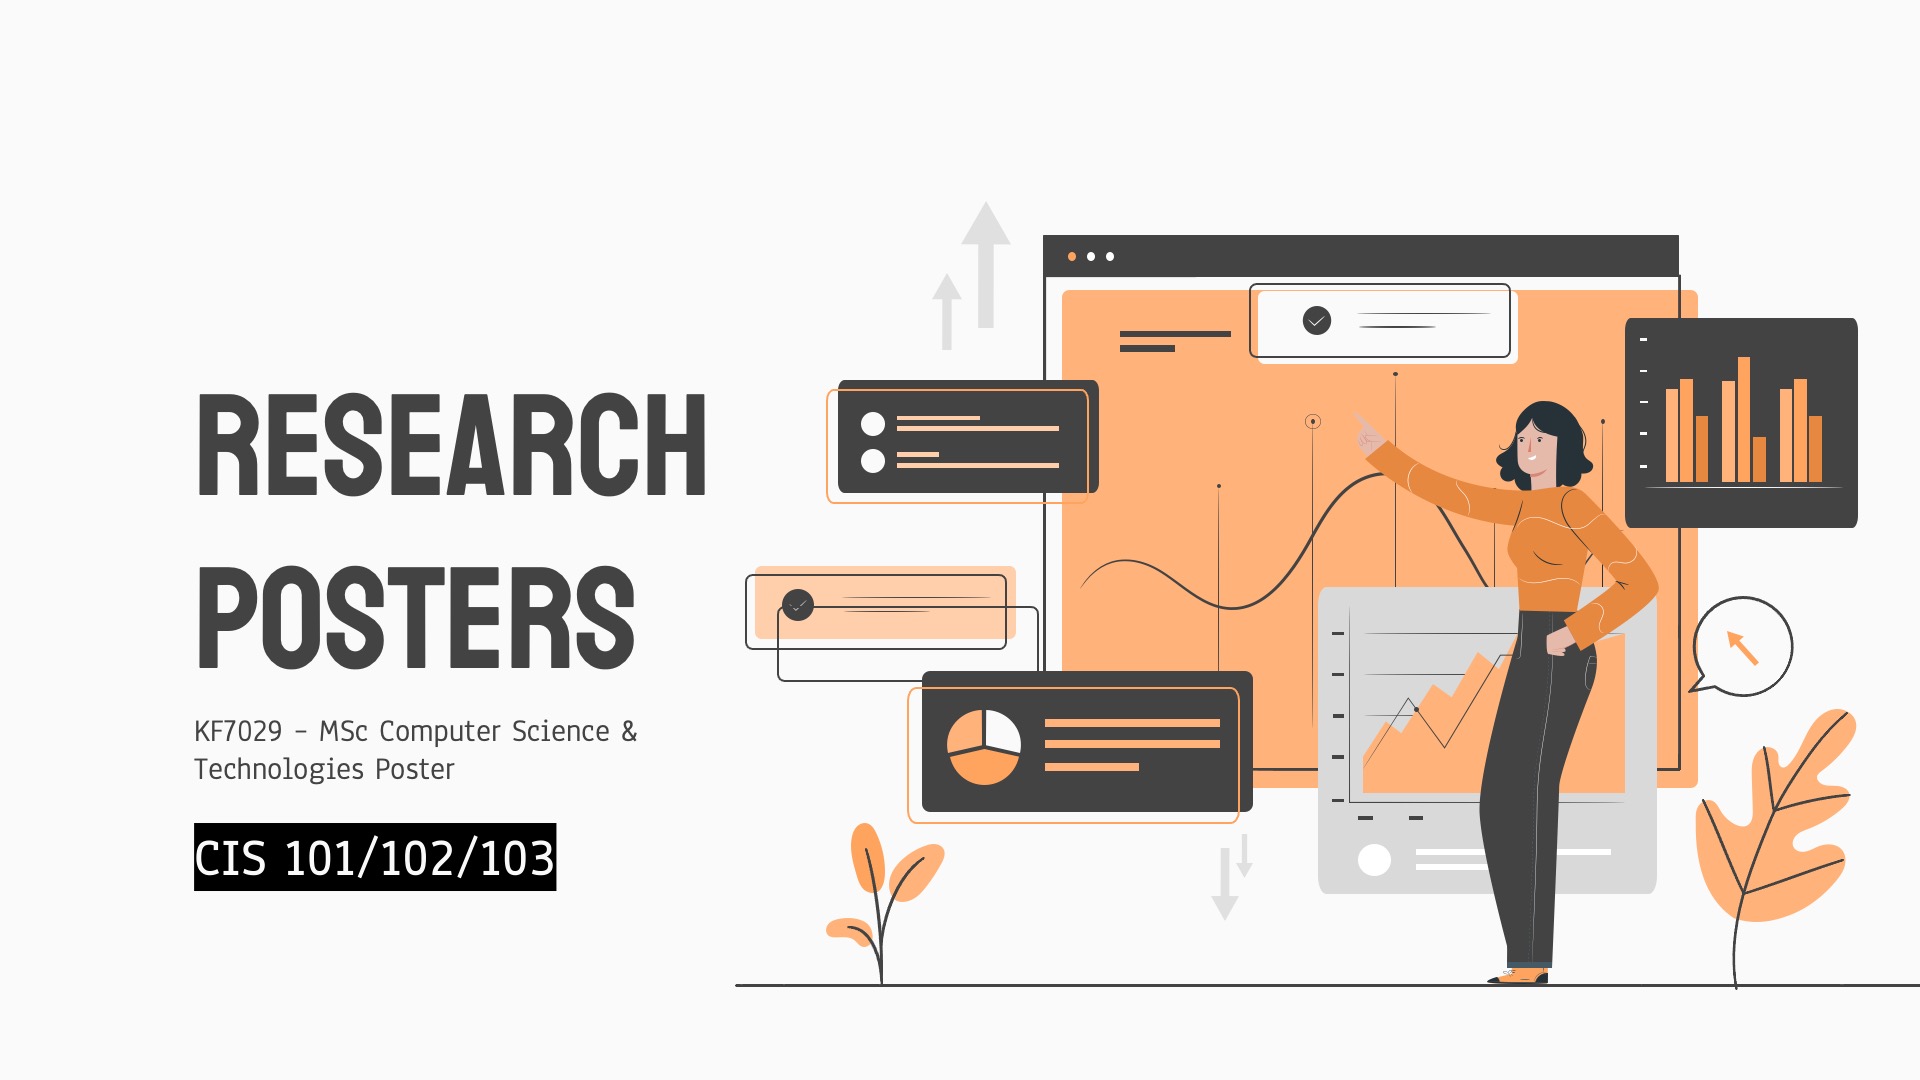 RESEARCH
POSTERS
KF7029 - MSc Computer Science &
Technologies Poster
CIS 101/102/103